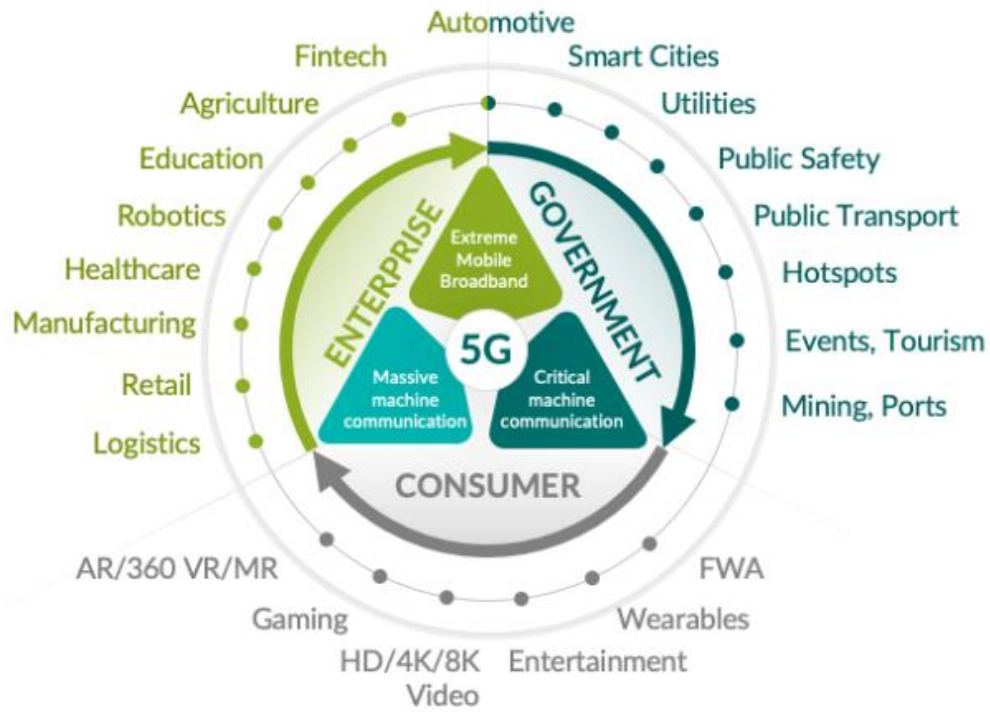 Automotive
Fintech
Smart Cities
Agriculture
Utilities
Education
Public Safety
Robotics
Public Transport
Healthcare
Hotspots
Manufacturing
Events, Tourism
Retail
Mining, Ports
Logistics
ENTERPRISE
GOVERNMENT
Extreme
Mobile
Broadband
5G
Massive
machine
communication
Critical
machine
communication
CONSUMER
AR/360 VR/MR
FWA
Gaming
Wearables
HD/4K/8K
Video
Entertainment